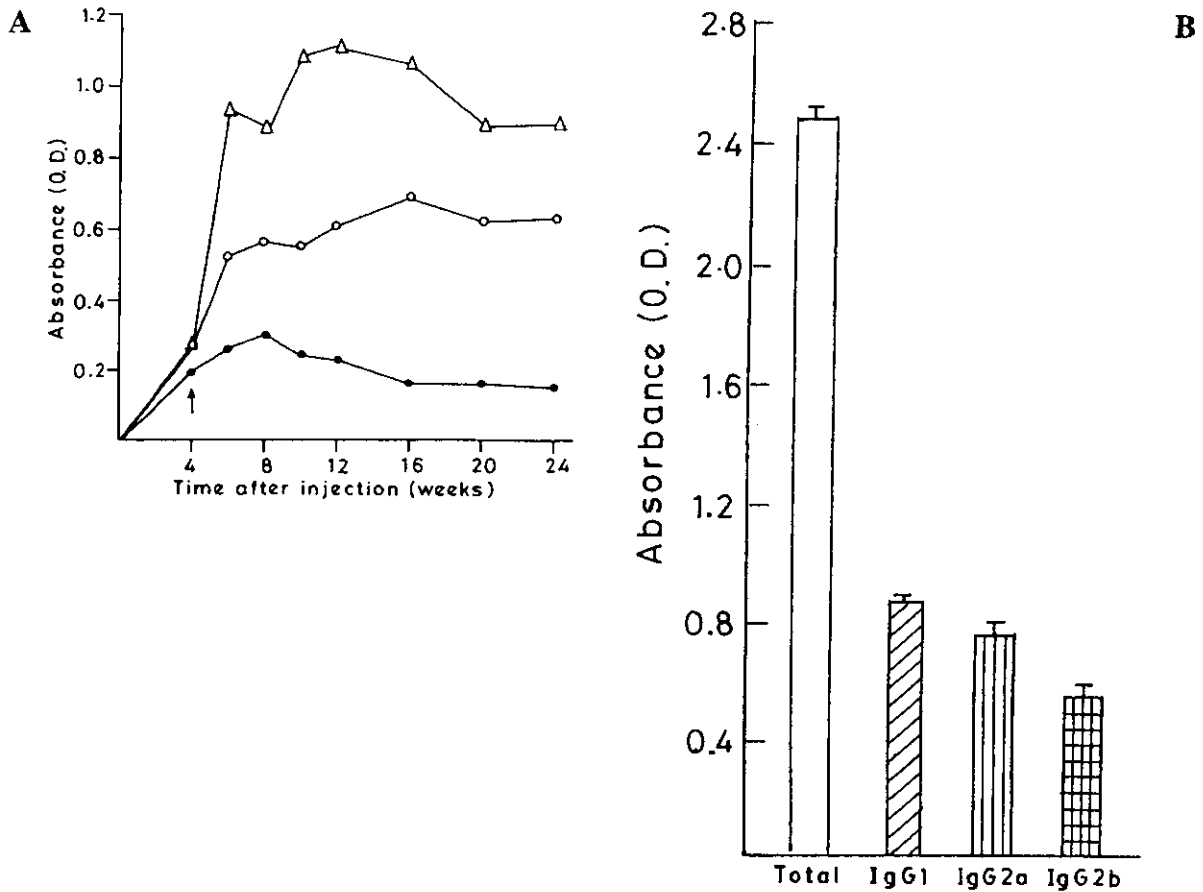 A
Absorbance (O.D.)
1.2
1.0
0.8
0.6
0.4
0.2
4 8 12 16 20 24
Time after injection (weeks)
B
Absorbance (O.D.)
2.8
2.4
2.0
1.6
1.2
0.8
0.4
Total IgG1 IgG2a IgG2b